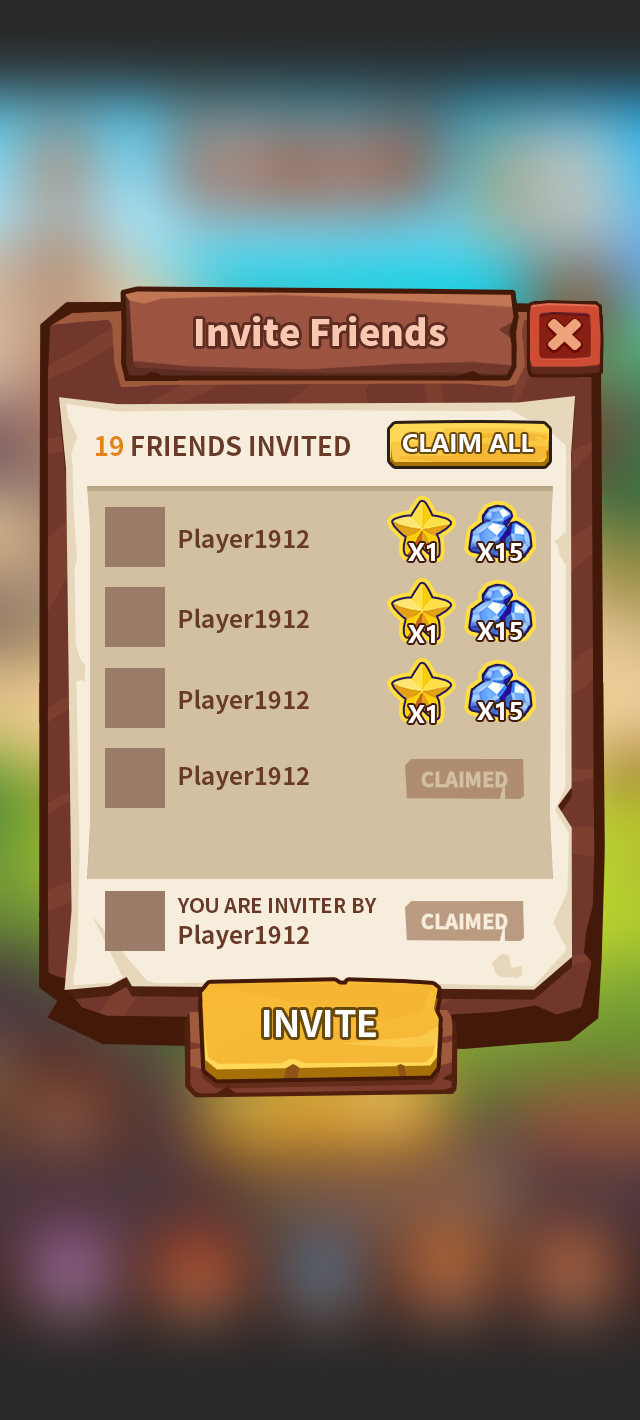 Invite Friends
19 FRIENDS INVITED
CLAIM ALL
Player1912
X1
X15
Player1912
X1
X15
Player1912
X1
X15
Player1912
CLAIMED
YOU ARE INVITER BY
Player1912
CLAIMED
INVITE